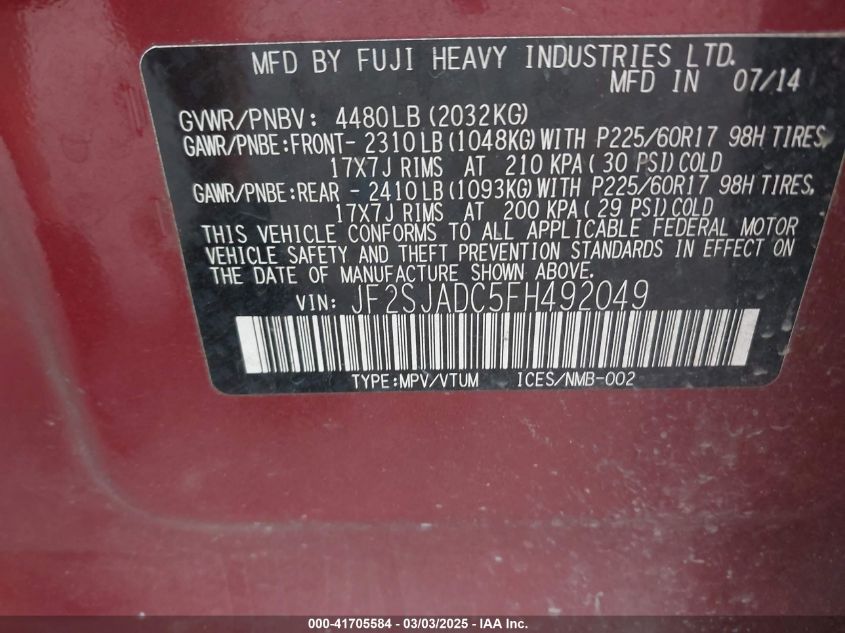 MFD BY FUJI HEAVY INDUSTRIES LTD.
MFD IN 07/14
GVWR/PNBV: 4480LB(2032KG)
GAWR/PNBE:FRONT- 2310LB(1048KG)WITH P225/60R17 98H TIRES,
17X7J RIMS AT 210 KPA( 30 PSI)COLD
GAWR/PNBE:REAR - 2410LB(1093KG)WITH P225/60R17 98H TIRES,
17X7J RIMS AT 200 KPA( 29 PSI)COLD
THIS VEHICLE CONFORMS TO ALL APPLICABLE FEDERAL MOTOR
VEHICLE SAFETY AND THEFT PREVENTION STANDARDS IN EFFECT ON
THE DATE OF MANUFACTURE SHOWN ABOVE.
VIN: JF2SJADC5FH492049
TYPE:MPV/VTUM ICES/NMB-002
000-41705584 - 03/03/2025 - IAA Inc.